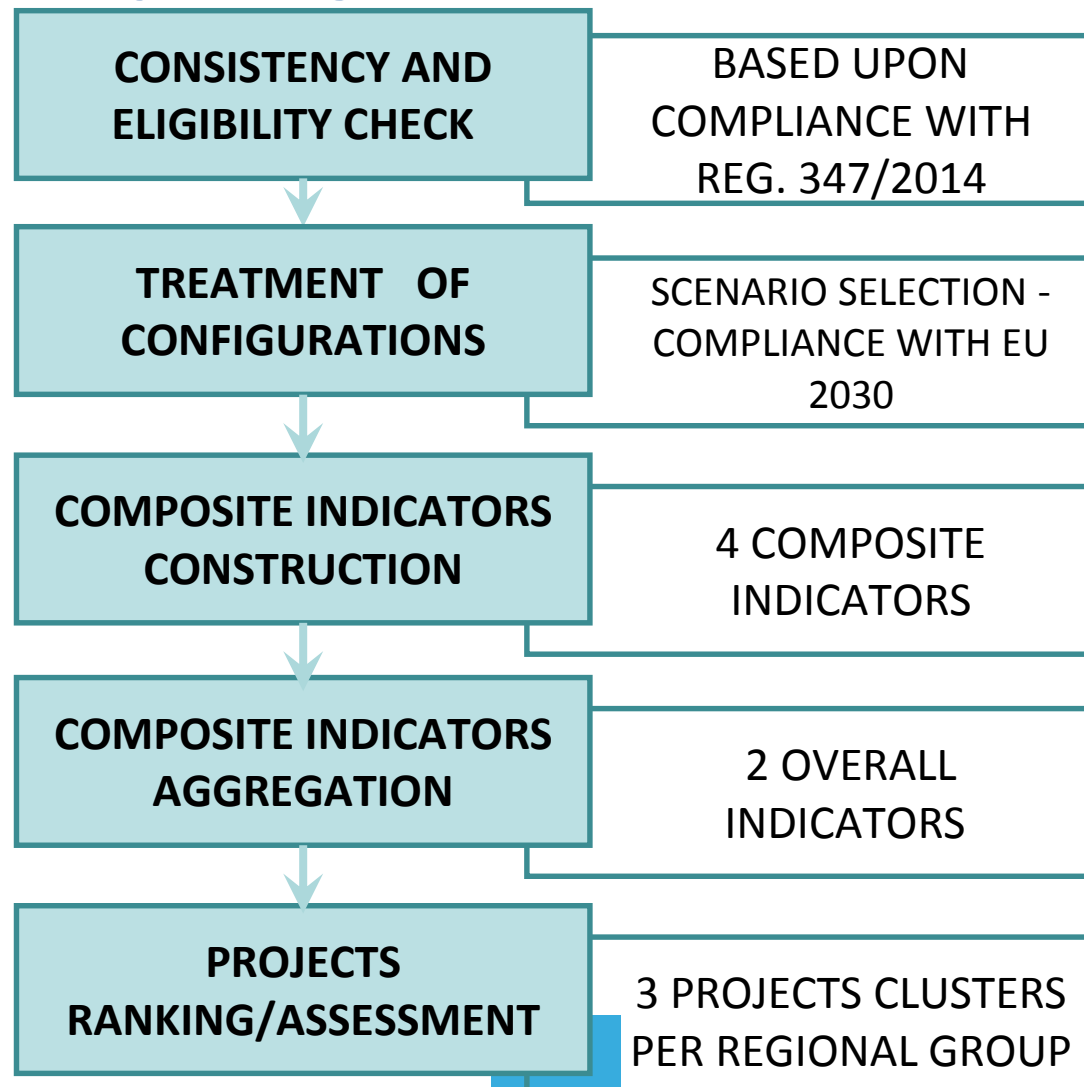 CONSISTENCY AND
ELIGIBILITY CHECK
BASED UPON
COMPLIANCE WITH
REG. 347/2014
TREATMENT OF
CONFIGURATIONS
SCENARIO SELECTION -
COMPLIANCE WITH EU
2030
COMPOSITE INDICATORS
CONSTRUCTION
4 COMPOSITE
INDICATORS
COMPOSITE INDICATORS
AGGREGATION
2 OVERALL
INDICATORS
PROJECTS
RANKING/ASSESSMENT
3 PROJECTS CLUSTERS
PER REGIONAL GROUP